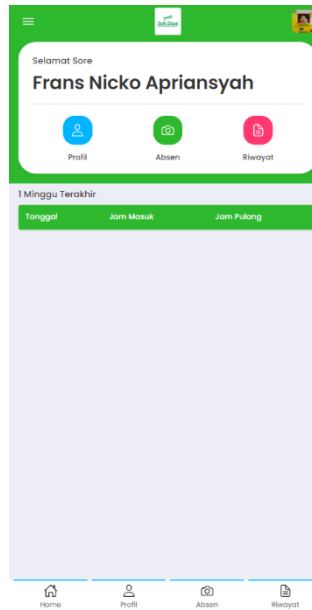 Selamat Sore
Frans Nicko Apriansyah
Profil Absen Riwayat
1 Minggu Terakhir
Tanggal Jam Masuk Jam Pulang
Home Profil Absen Riwayat